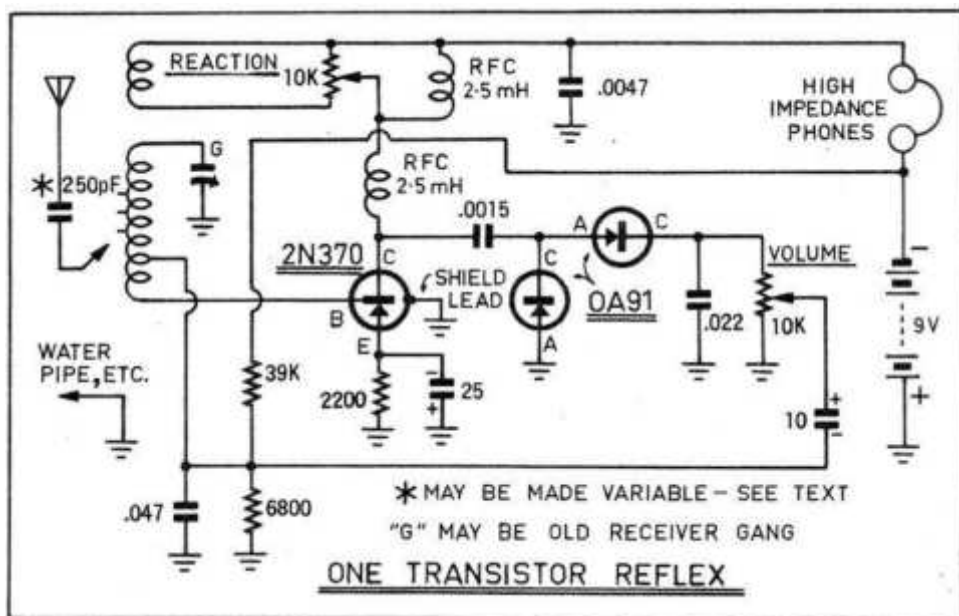 REACTION
10K
RFC
2·5 mH
.0047
HIGH
IMPEDANCE
PHONES
G
* 250pF
RFC
2·5 mH
.0015
A
C
2N370
C
SHIELD
LEAD
C
OA91
VOLUME
B
E
A
.022
10K
−
9V
+
WATER
PIPE, ETC.
39K
2200
−
+
25
10
+
−
.047
6800
* MAY BE MADE VARIABLE – SEE TEXT
"G" MAY BE OLD RECEIVER GANG
ONE TRANSISTOR REFLEX